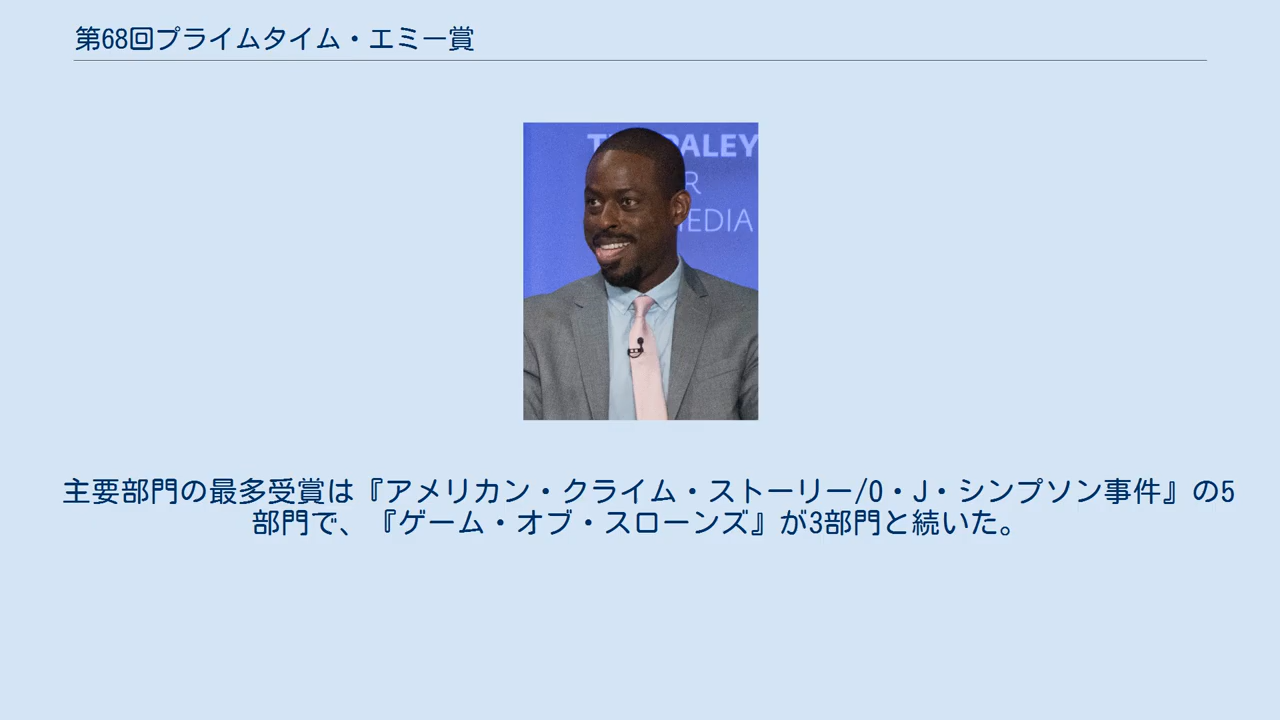 第68回プライムタイム・エミー賞
PALEY
R
EDIA
主要部門の最多受賞は『アメリカン・クライム・ストーリー/O・J・シンプソン事件』の5
部門で、『ゲーム・オブ・スローンズ』が3部門と続いた。